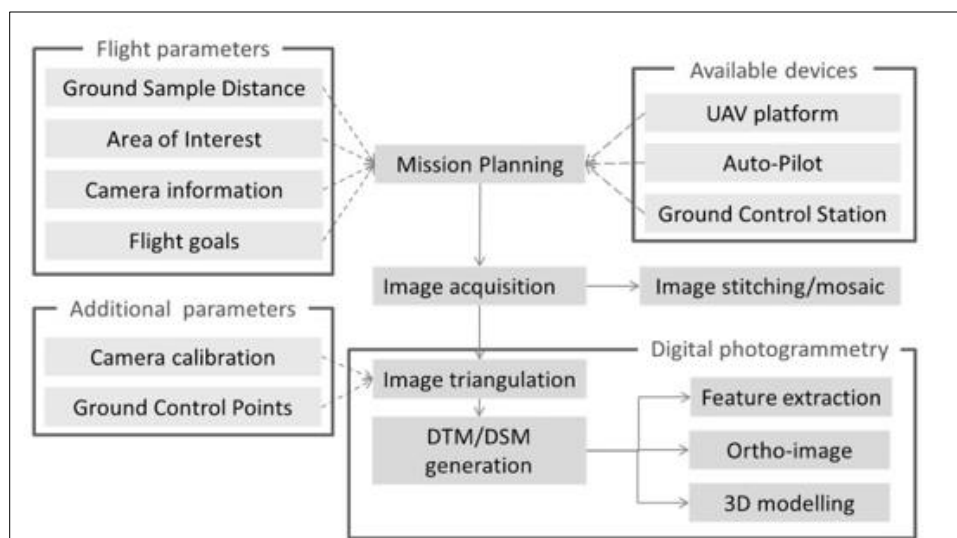 Flight parameters
Ground Sample Distance
Area of Interest
Camera information
Flight goals
Available devices
UAV platform
Auto-Pilot
Ground Control Station
Mission Planning
Image acquisition
Image stitching/mosaic
Additional parameters
Camera calibration
Ground Control Points
Digital photogrammetry
Image triangulation
DTM/DSM
generation
Feature extraction
Ortho-image
3D modelling